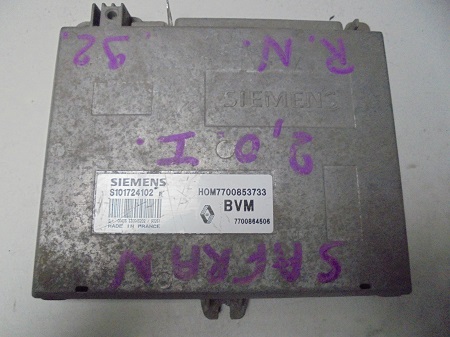 R.N. .92.
SIEMENS
2,0 I.
SIEMENS
S101724102
MADE IN FRANCE
HOM7700853733
BVM
7700864506
SAFRAN